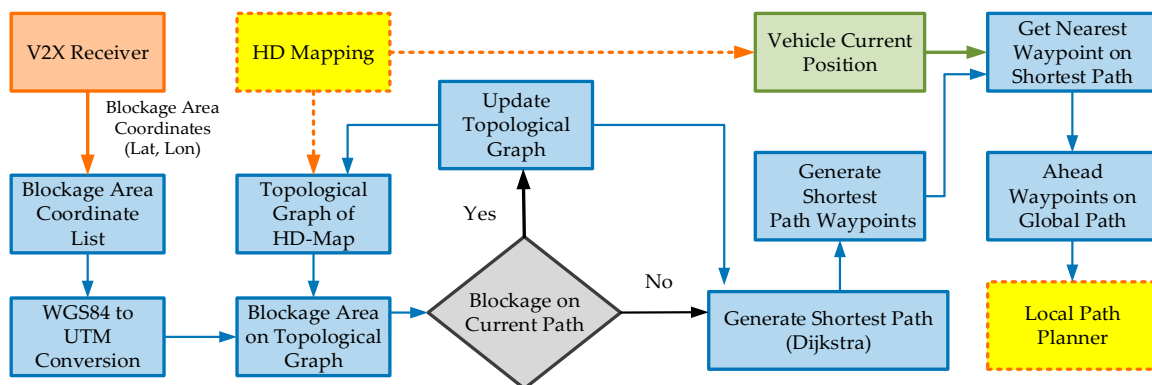 V2X Receiver
HD Mapping
Vehicle Current
Position
Get Nearest
Waypoint on
Shortest Path
Blockage Area
Coordinates
(Lat, Lon)
Update
Topological
Graph
Blockage Area
Coordinate
List
Topological
Graph of
HD-Map
Yes
Generate
Shortest
Path Waypoints
Ahead
Waypoints on
Global Path
WGS84 to
UTM
Conversion
Blockage Area
on Topological
Graph
Blockage on
Current Path
No
Generate Shortest Path
(Dijkstra)
Local Path
Planner